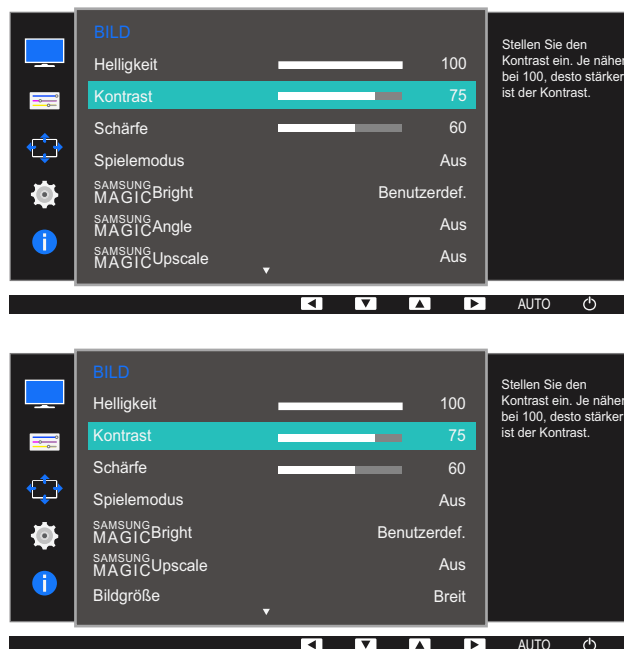 BILD
Helligkeit 100
Kontrast 75
Schärfe 60
Spielemodus Aus
SAMSUNG MAGIC Bright Benutzerdef.
SAMSUNG MAGIC Angle Aus
SAMSUNG MAGIC Upscale Aus
Stellen Sie den
Kontrast ein. Je näher
bei 100, desto stärker
ist der Kontrast.
AUTO
BILD
Helligkeit 100
Kontrast 75
Schärfe 60
Spielemodus Aus
SAMSUNG MAGIC Bright Benutzerdef.
SAMSUNG MAGIC Upscale Aus
Bildgröße Breit
Stellen Sie den
Kontrast ein. Je näher
bei 100, desto stärker
ist der Kontrast.
AUTO